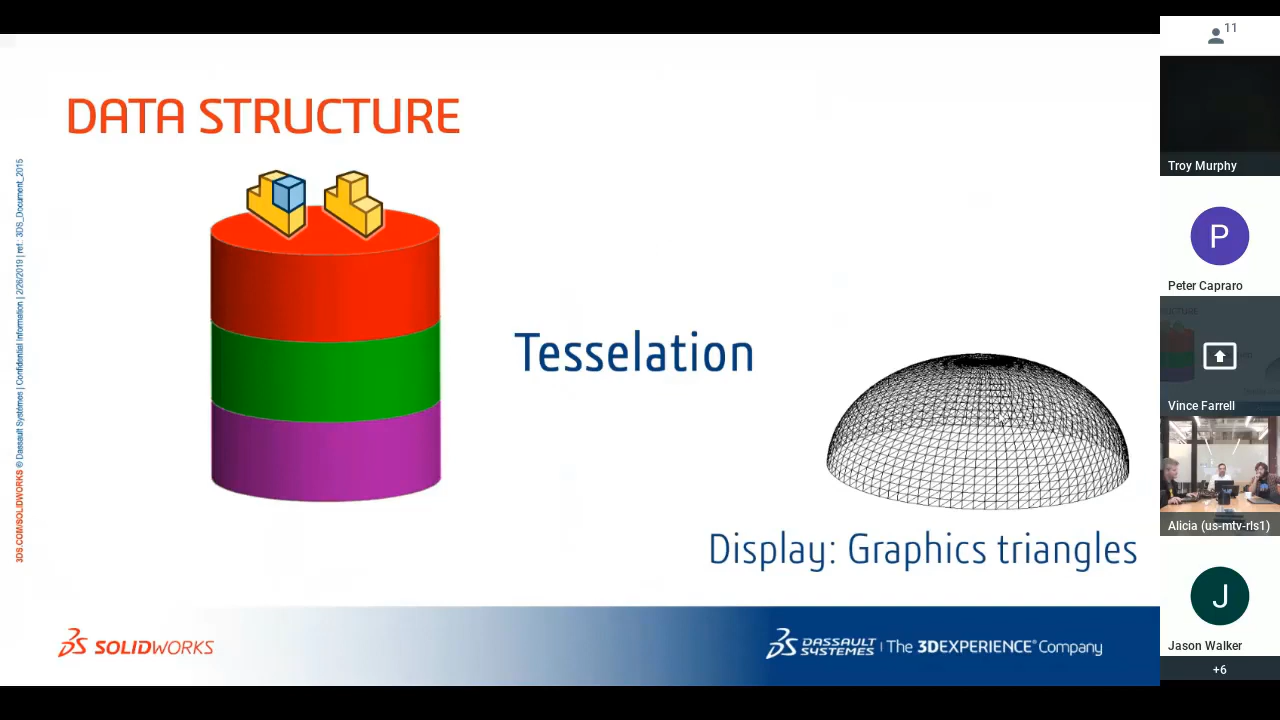 DATA STRUCTURE
3DS.COM/SOLIDWORKS © Dassault Systèmes | Confidential Information | 2/26/2019 | ref.: 3DS_Document_2015
Tesselation
Display: Graphics triangles
SOLIDWORKS
DASSAULT SYSTEMES | The 3DEXPERIENCE® Company
11
Troy Murphy
P
Peter Capraro
Vince Farrell
Alicia (us-mtv-rls1)
J
Jason Walker
+6